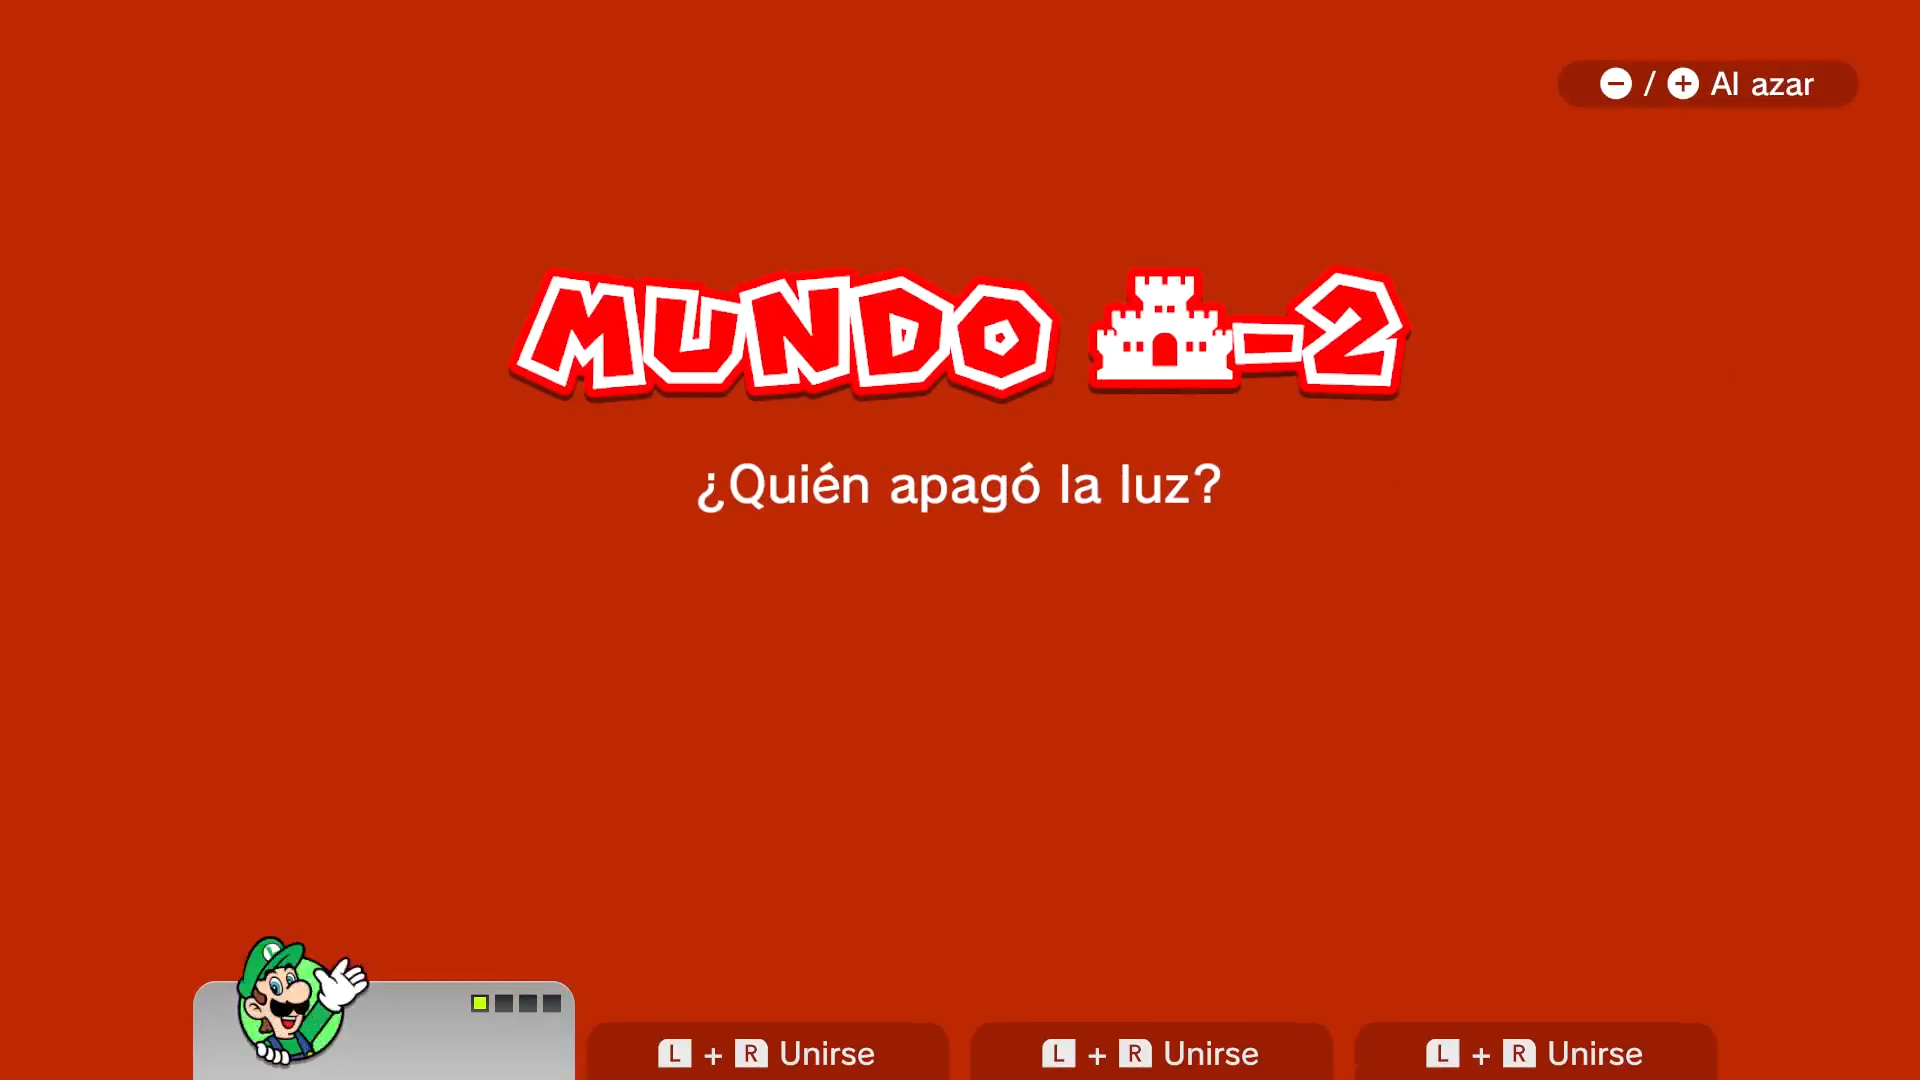 - / + Al azar
MUNDO -2
¿Quién apagó la luz?
L + R Unirse
L + R Unirse
L + R Unirse